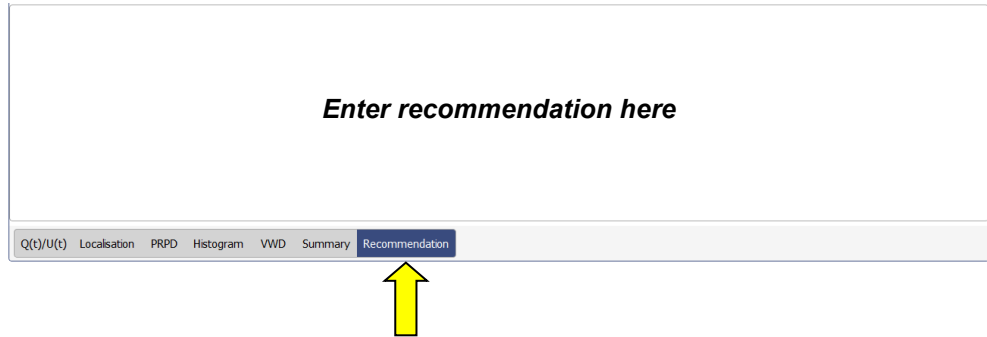 Enter recommendation here
Q(t)/U(t) Localisation PRPD Histogram VWD Summary Recommendation